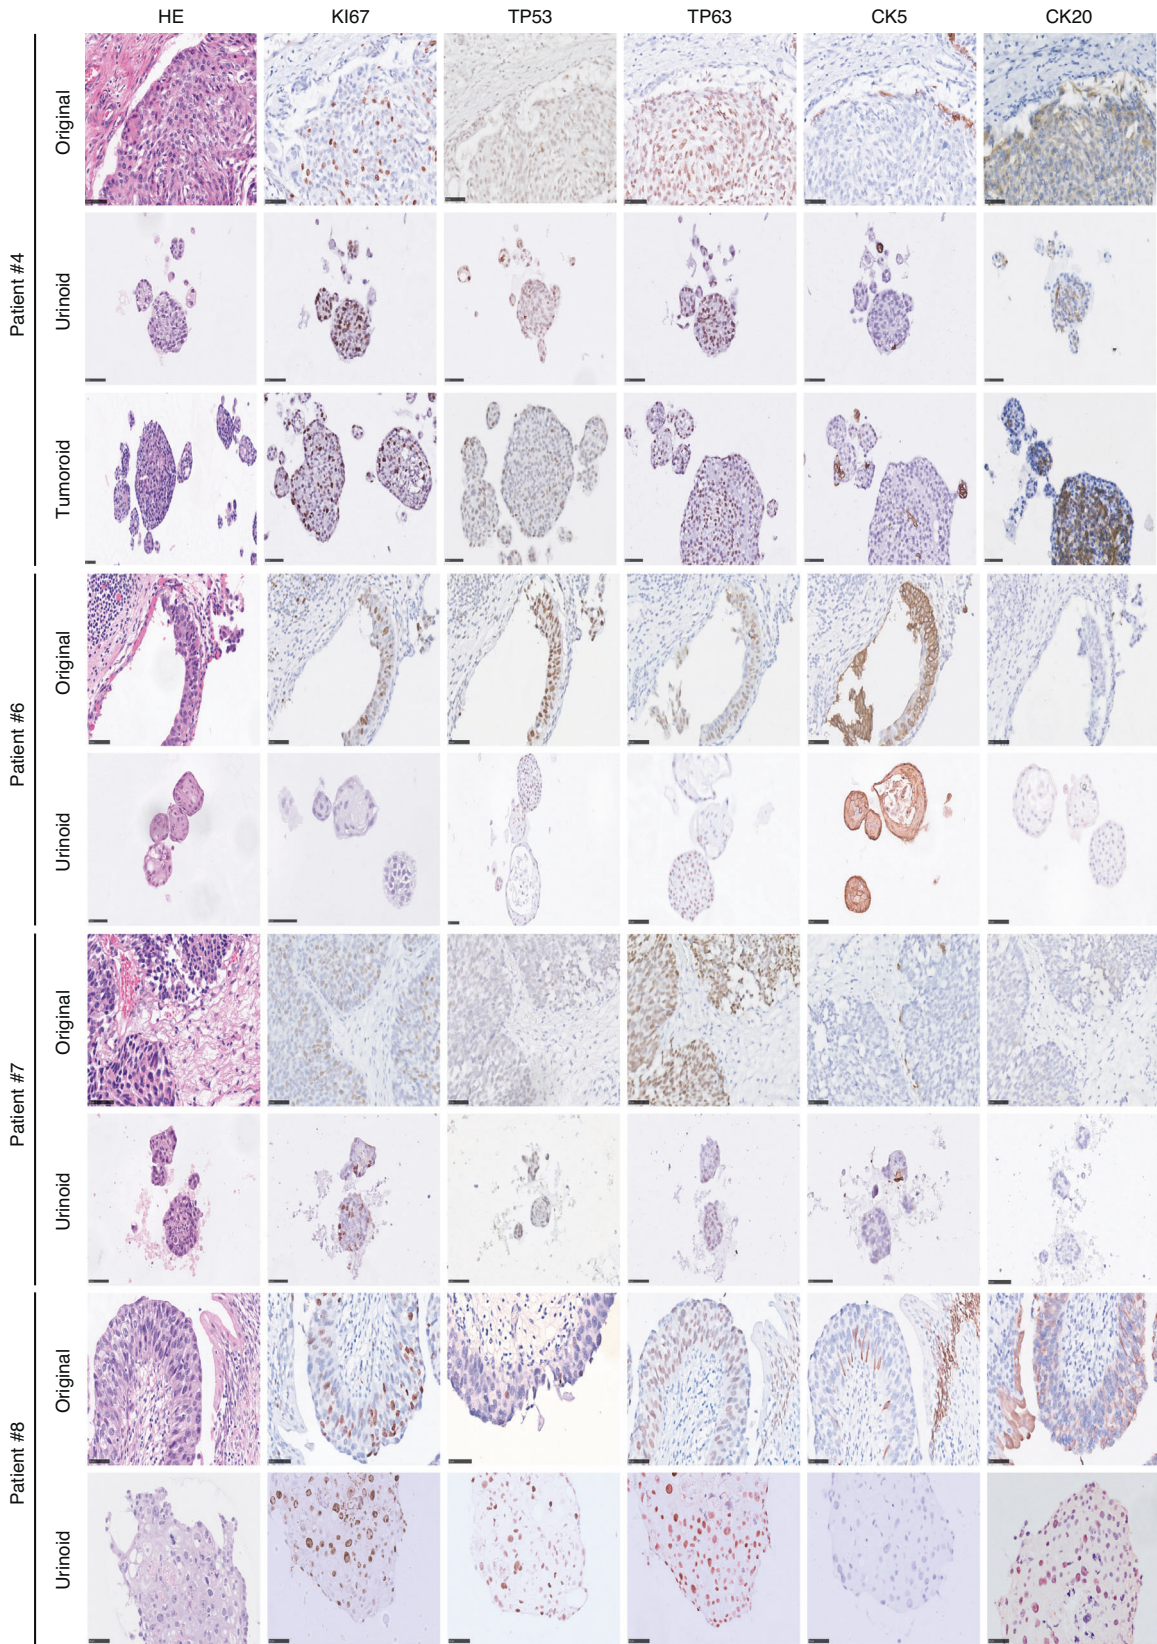 HE KI67 TP53 TP63 CK5 CK20
Patient #4
Original
Urinoid
Tumoroid
Patient #6
Original
Urinoid
Patient #7
Original
Urinoid
Patient #8
Original
Urinoid